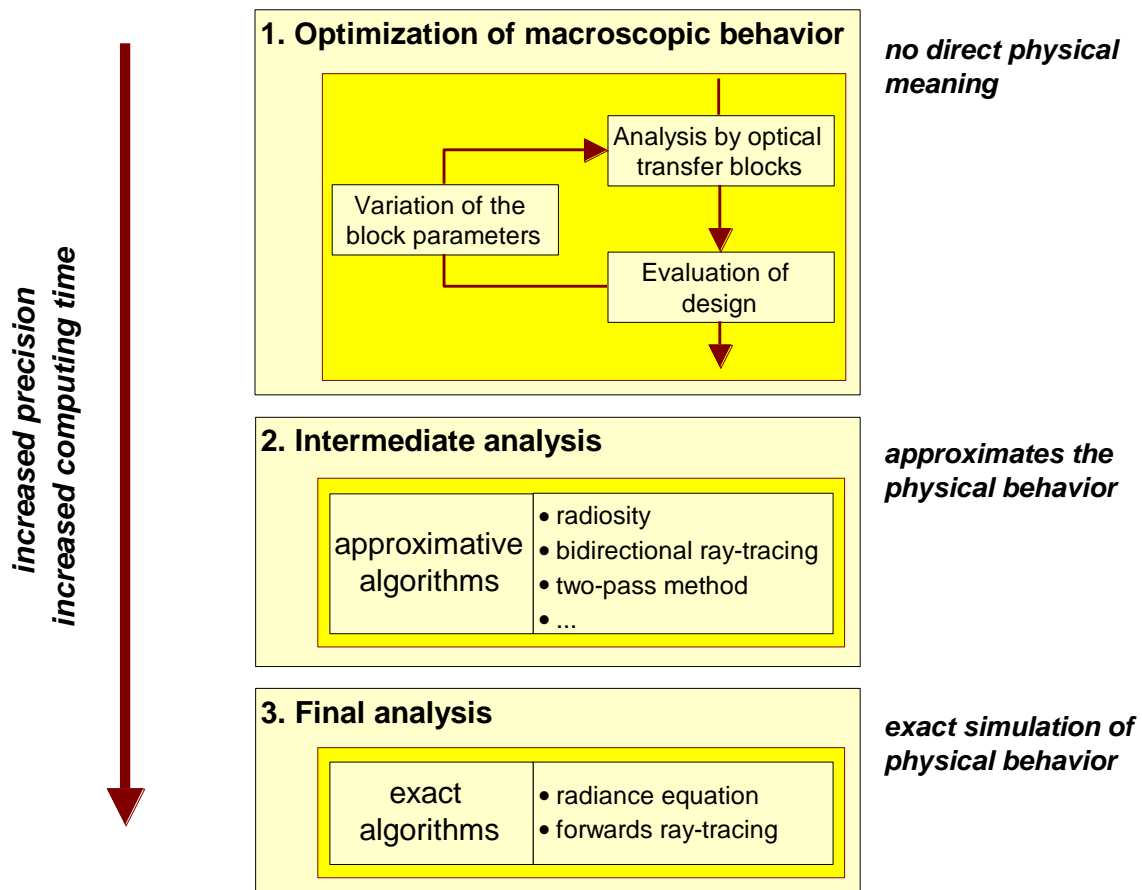 1. Optimization of macroscopic behavior
no direct physical
meaning
Analysis by optical
transfer blocks
Variation of the
block parameters
Evaluation of
design
increased precision
increased computing time
2. Intermediate analysis
approximates the
physical behavior
approximative
algorithms
• radiosity
• bidirectional ray-tracing
• two-pass method
• ...
3. Final analysis
exact simulation of
physical behavior
exact
algorithms
• radiance equation
• forwards ray-tracing